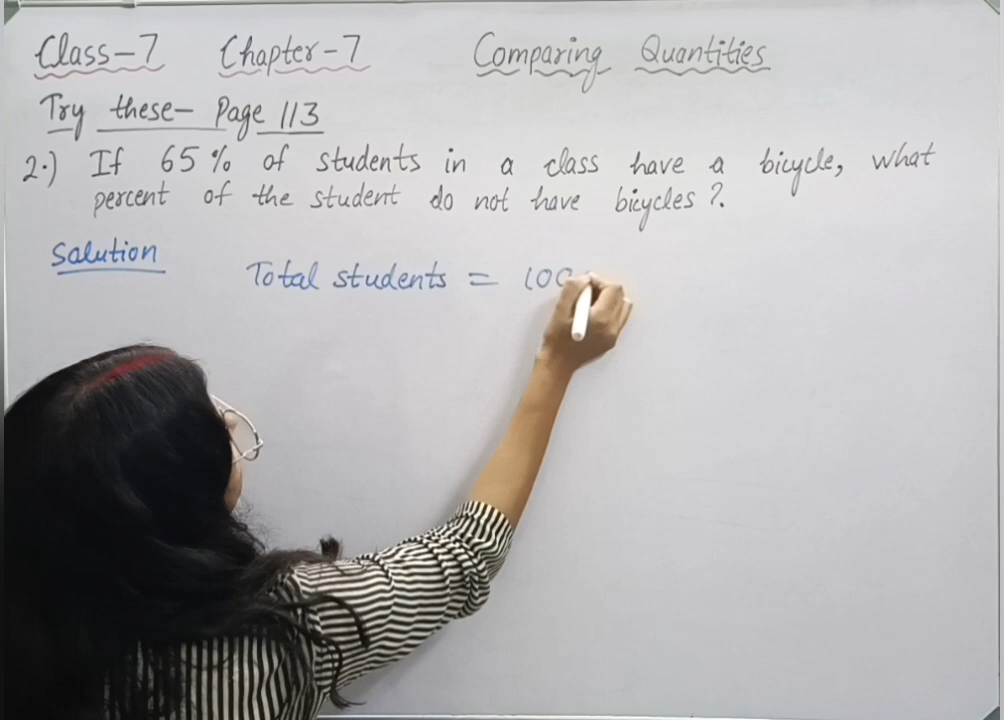 Class-7 Chapter-7 Comparing Quantities
Try these- Page 113
2.) If 65% of students in a class have a bicycle, what
percent of the student do not have bicycles?.
Solution
Total students = 100